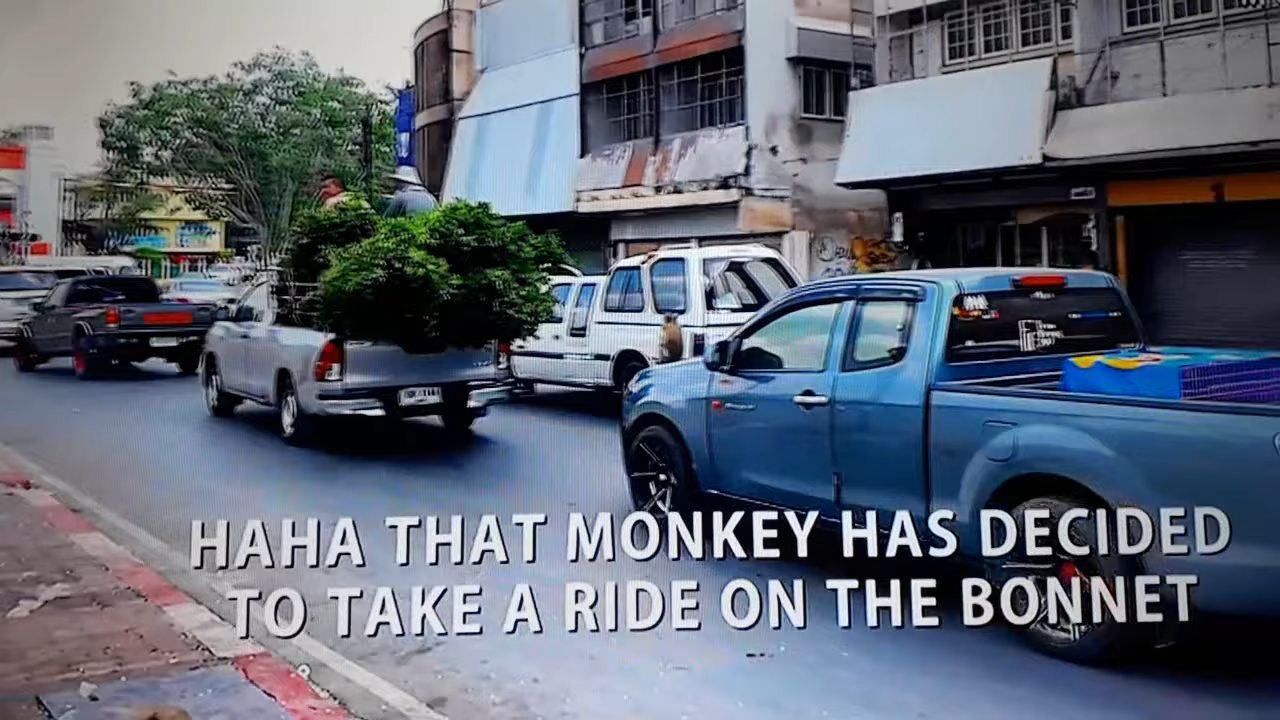 HAHA THAT MONKEY HAS DECIDED
TO TAKE A RIDE ON THE BONNET